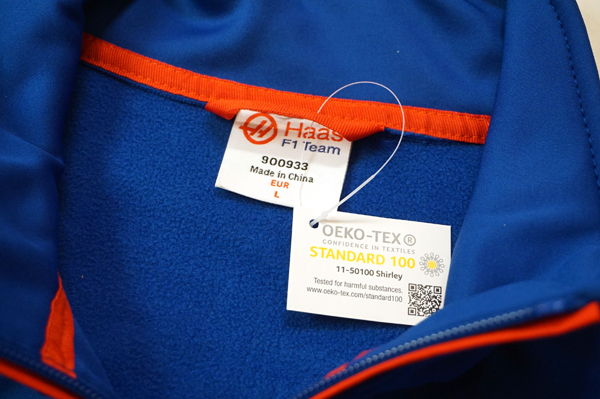 Haas
F1 Team
900933
Made in China
EUR
L
OEKO-TEX®
CONFIDENCE IN TEXTILES
STANDARD 100
11-50100 Shirley
Tested for harmful substances.
www.oeko-tex.com/standard100